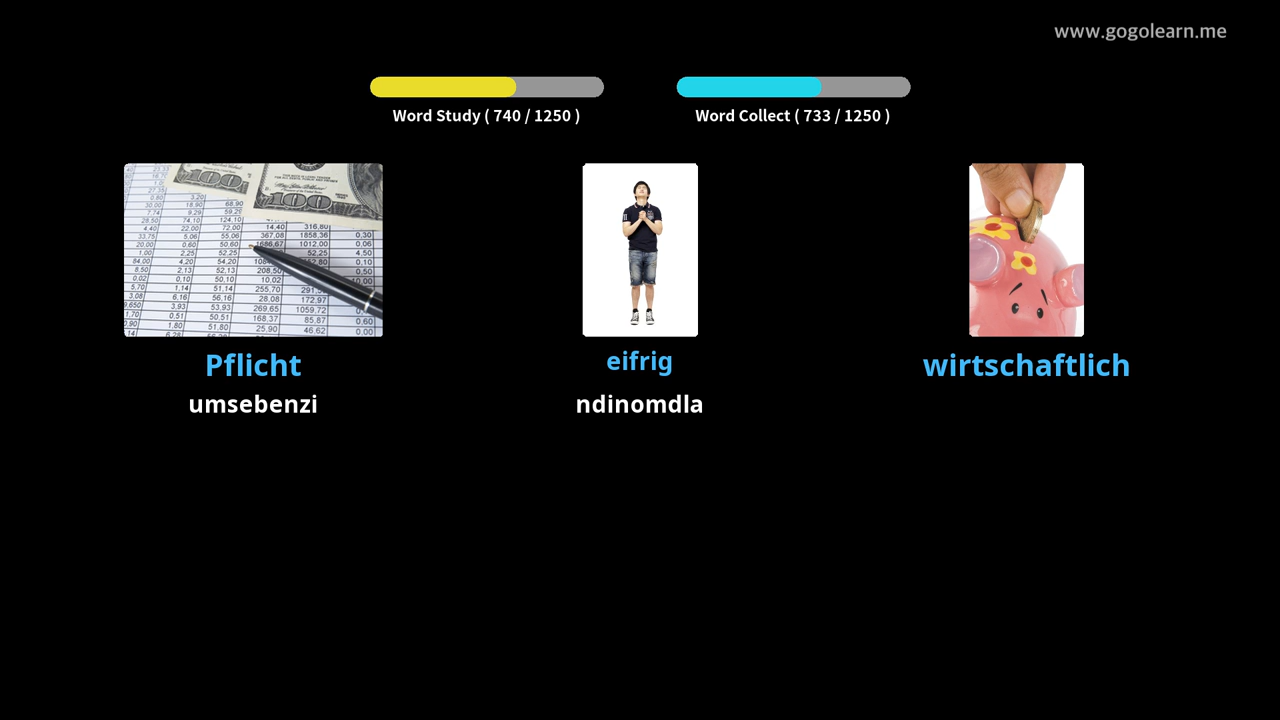 www.gogolearn.me
Word Study ( 740 / 1250 )
Word Collect ( 733 / 1250 )
Pflicht
eifrig
wirtschaftlich
umsebenzi
ndinomdla